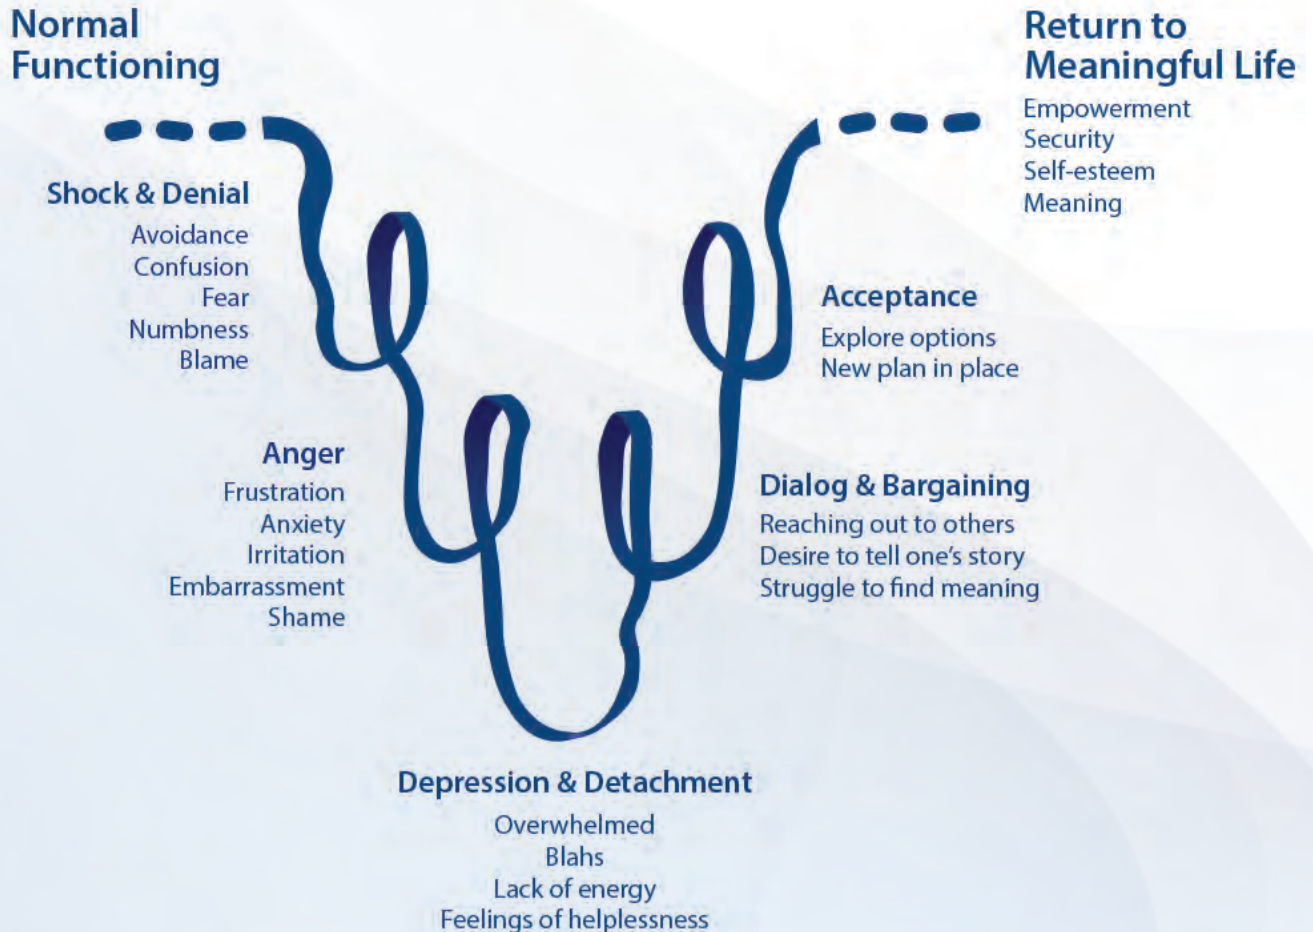 Normal
Functioning
Shock & Denial
Avoidance
Confusion
Fear
Numbness
Blame
Anger
Frustration
Anxiety
Irritation
Embarrassment
Shame
Depression & Detachment
Overwhelmed
Blahs
Lack of energy
Feelings of helplessness
Dialog & Bargaining
Reaching out to others
Desire to tell one's story
Struggle to find meaning
Acceptance
Explore options
New plan in place
Return to
Meaningful Life
Empowerment
Security
Self-esteem
Meaning